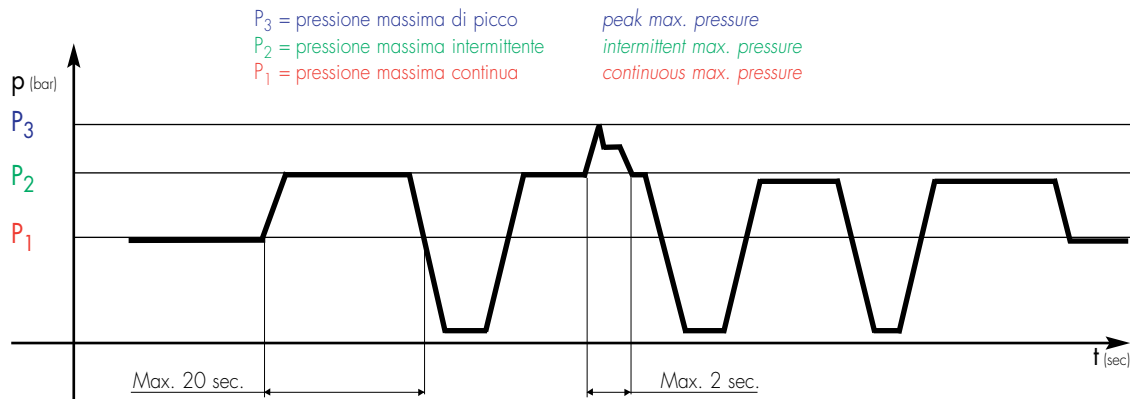 P3 = pressione massima di picco peak max. pressure
P2 = pressione massima intermittente intermittent max. pressure
P1 = pressione massima continua continuous max. pressure
p (bar)
P3
P2
P1
t (sec)
Max. 20 sec. Max. 2 sec.